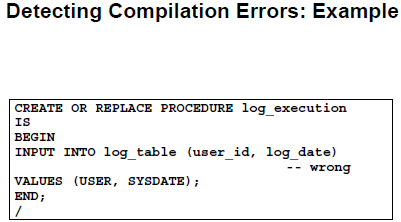 Detecting Compilation Errors: Example
CREATE OR REPLACE PROCEDURE log_execution
IS
BEGIN
INPUT INTO log_table (user_id, log_date)
-- wrong
VALUES (USER, SYSDATE);
END;
/